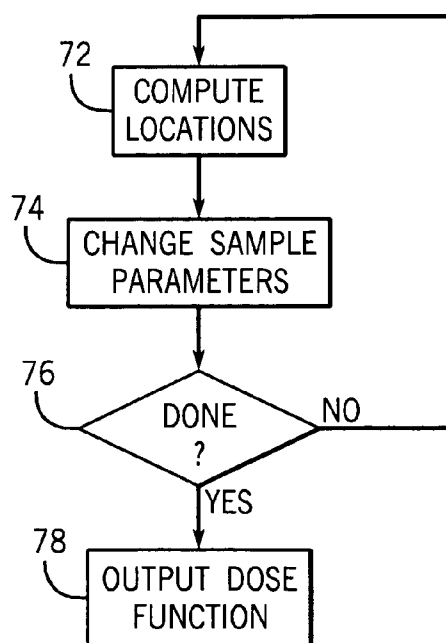 72
COMPUTE
LOCATIONS
74
CHANGE SAMPLE
PARAMETERS
76
DONE
?
NO
YES
78
OUTPUT DOSE
FUNCTION